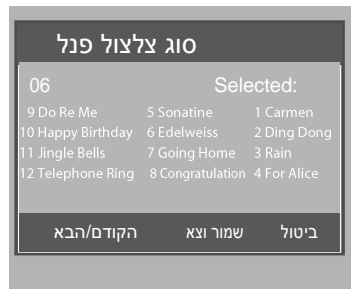 סוג צלצול פנל
Selected: 06
1 Carmen 5 Sonatine 9 Do Re Me
2 Ding Dong 6 Edelweiss 10 Happy Birthday
3 Rain 7 Going Home 11 Jingle Bells
4 For Alice 8 Congratulation 12 Telephone Ring
ביטול שמור וצא הקודם/הבא